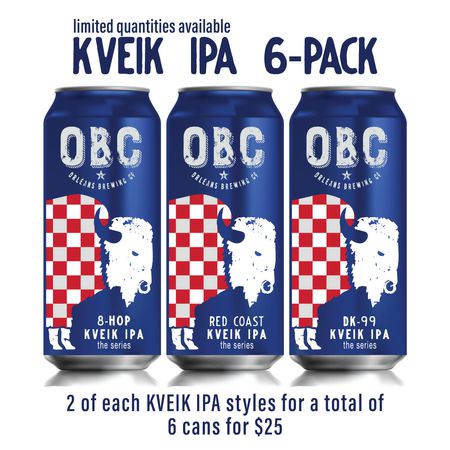 limited quantities available
KVEIK IPA 6-PACK
OBC
ORLEANS BREWING CO
8-HOP
KVEIK IPA
the series
OBC
ORLEANS BREWING CO
RED COAST
KVEIK IPA
the series
OBC
ORLEANS BREWING CO
DK-99
KVEIK IPA
the series
2 of each KVEIK IPA styles for a total of
6 cans for $25